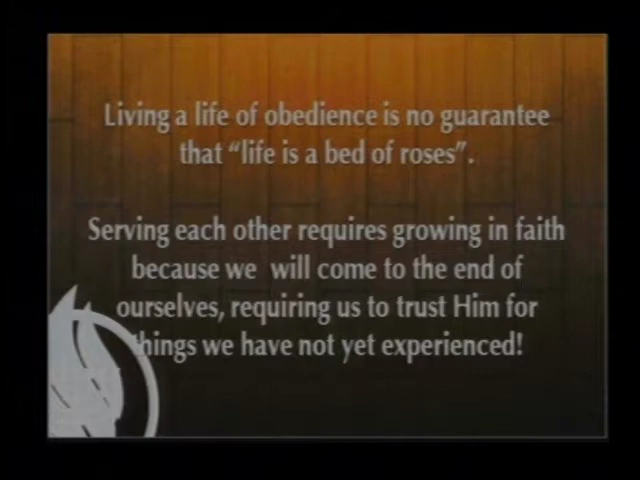 Living a life of obedience is no guarantee
that “life is a bed of roses”.
Serving each other requires growing in faith
because we will come to the end of
ourselves, requiring us to trust Him for
things we have not yet experienced!